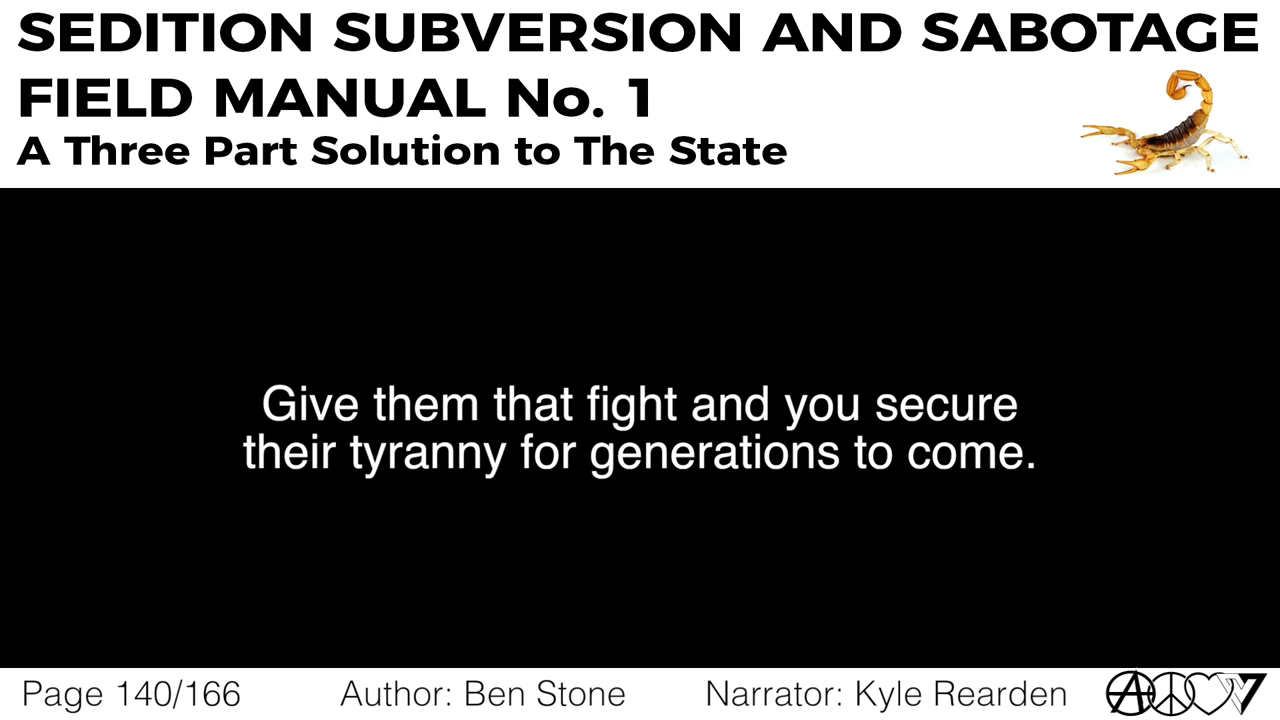 SEDITION SUBVERSION AND SABOTAGE
FIELD MANUAL No. 1
A Three Part Solution to The State
Give them that fight and you secure
their tyranny for generations to come.
Page 140/166 Author: Ben Stone Narrator: Kyle Rearden